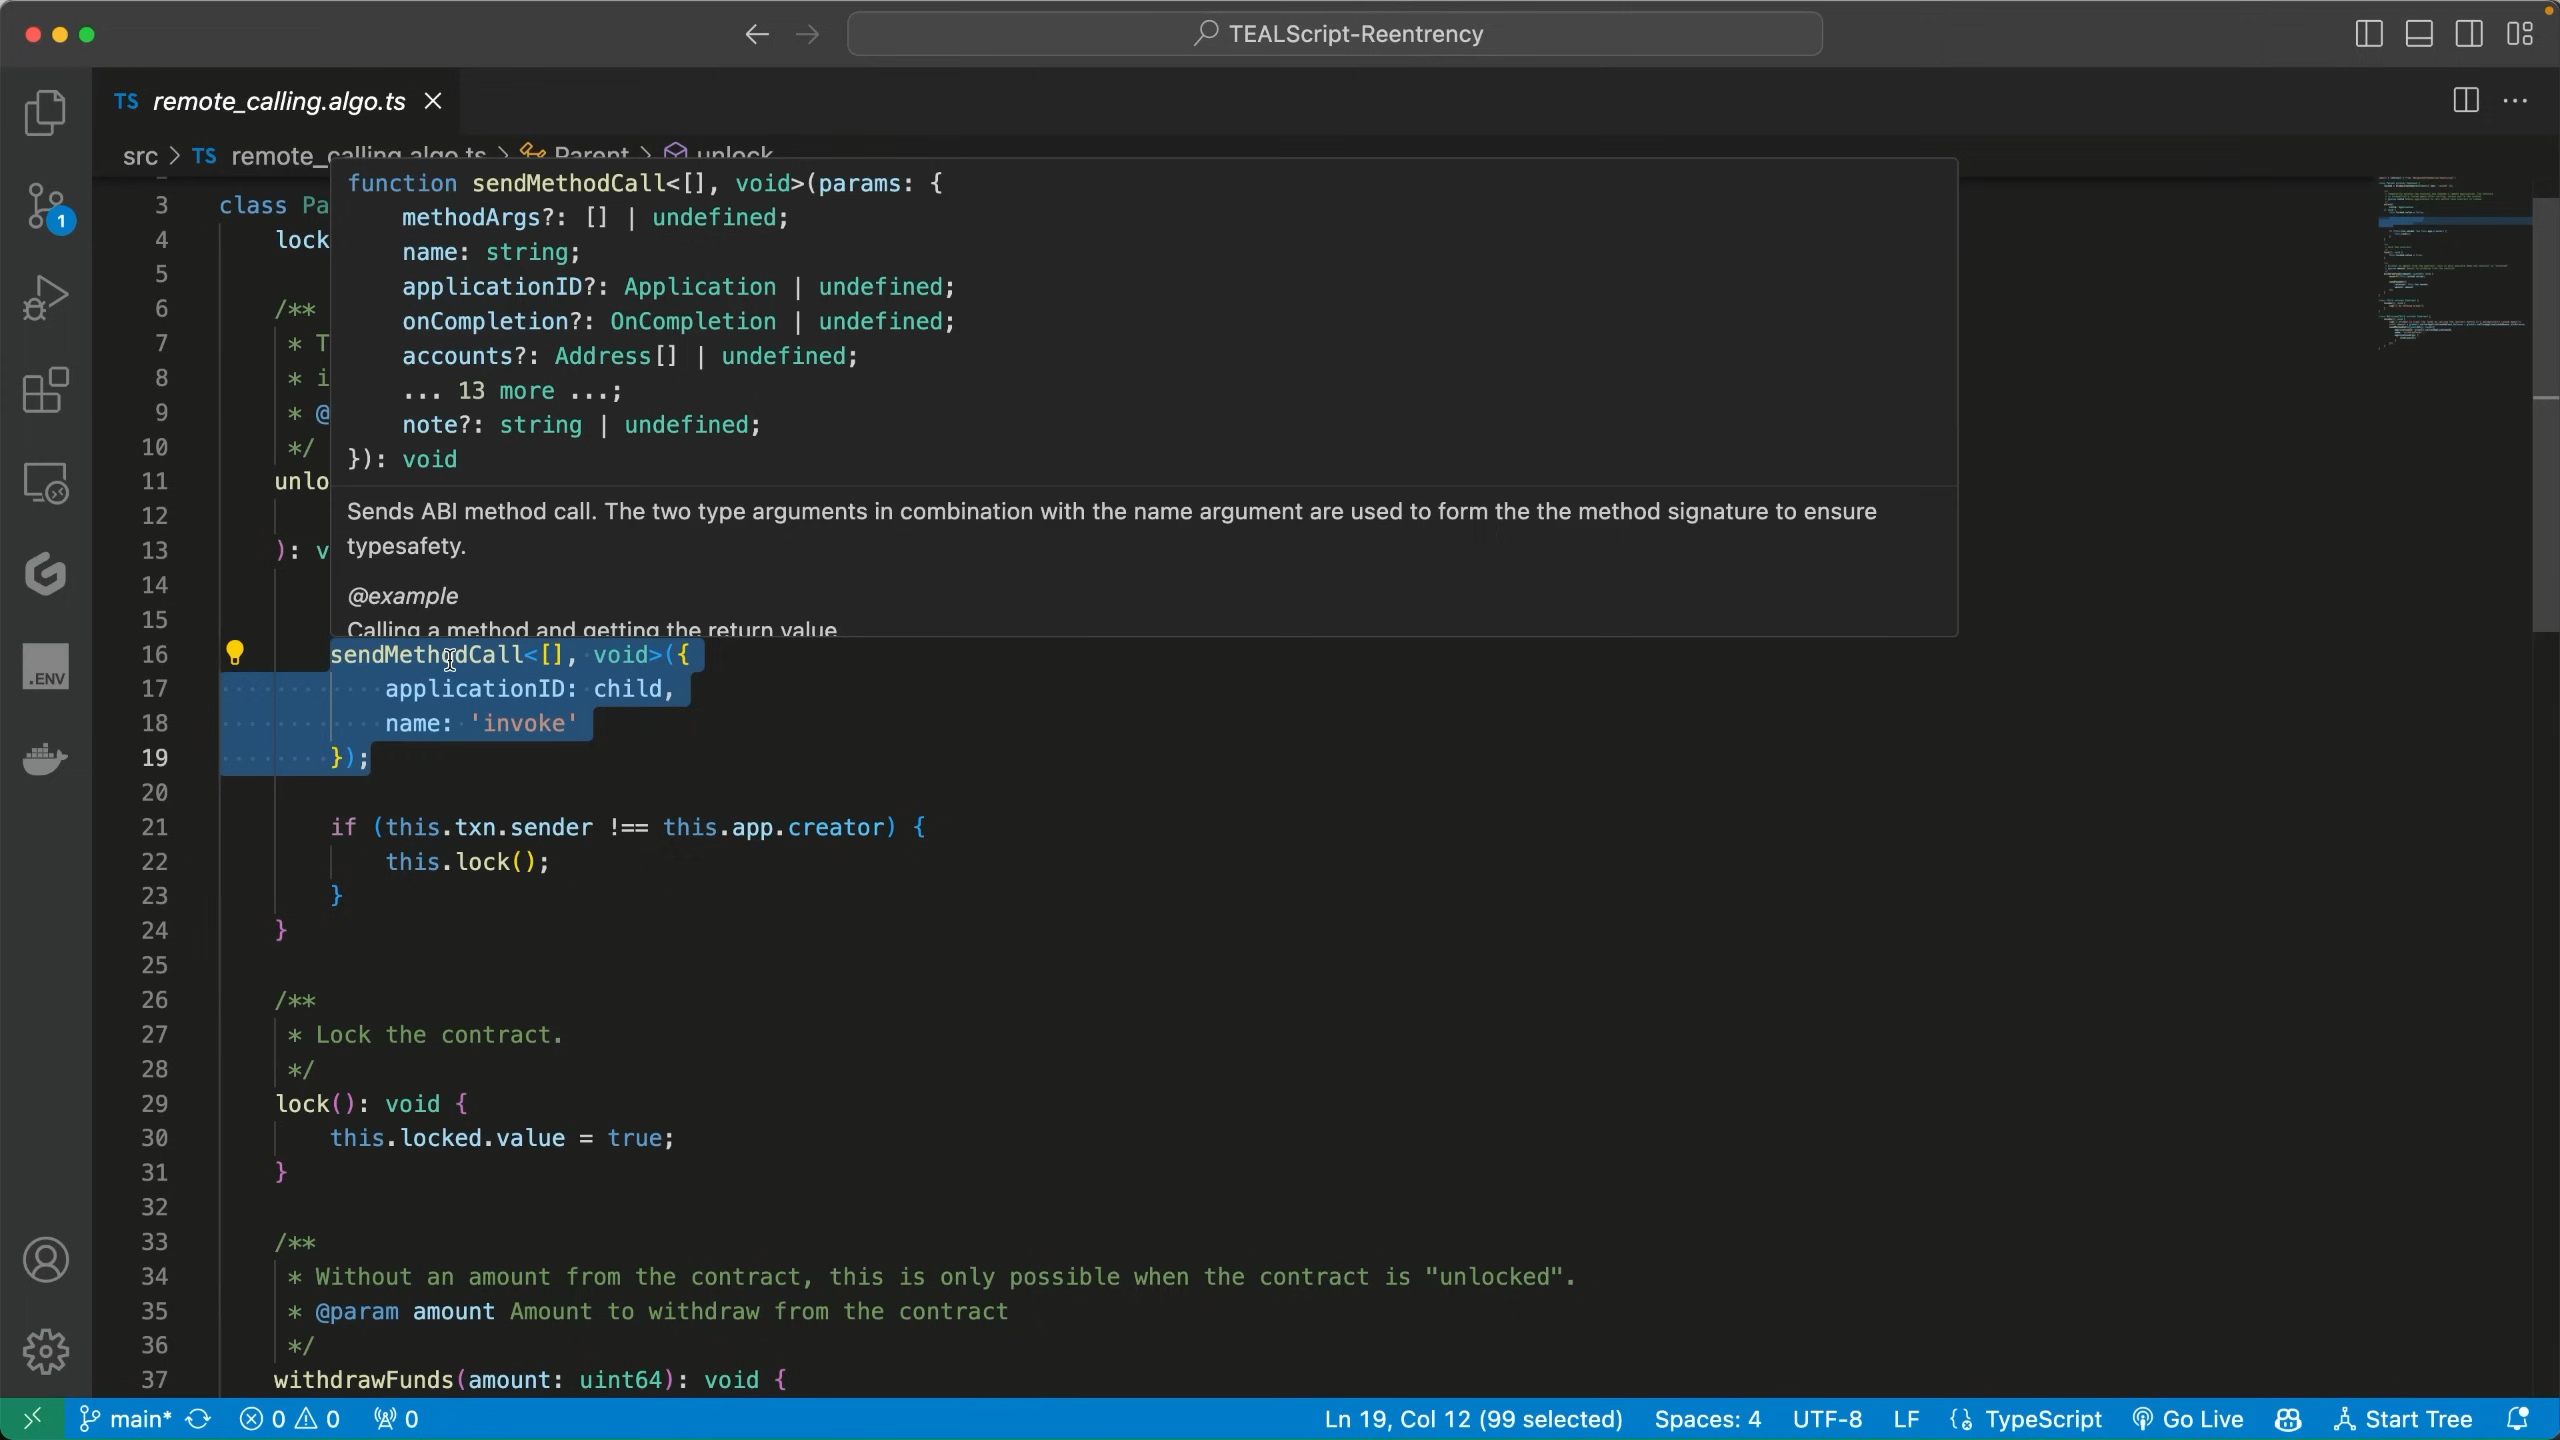 TEALScript-Reentrency
TS remote_calling.algo.ts
src > TS remote_calling.algo.ts > Parent > unlock
function sendMethodCall<[], void>(params: {
methodArgs?: [] | undefined;
name: string;
applicationID?: Application | undefined;
onCompletion?: OnCompletion | undefined;
accounts?: Address[] | undefined;
... 13 more ...;
note?: string | undefined;
}): void
Sends ABI method call. The two type arguments in combination with the name argument are used to form the the method signature to ensure
typesafety.
@example
Calling a method and getting the return value
3 class Pa
4 lock
5
6 /**
7 * T
8 * i
9 * @
10 */
11 unlo
12
13 ): v
14
15
16 sendMethodCall<[], void>({
17 applicationID: child,
18 name: 'invoke'
19 });
20
21 if (this.txn.sender !== this.app.creator) {
22 this.lock();
23 }
24 }
25
26 /**
27 * Lock the contract.
28 */
29 lock(): void {
30 this.locked.value = true;
31 }
32
33 /**
34 * Without an amount from the contract, this is only possible when the contract is "unlocked".
35 * @param amount Amount to withdraw from the contract
36 */
37 withdrawFunds(amount: uint64): void {
1
.ENV
main* 0 0 0 Ln 19, Col 12 (99 selected) Spaces: 4 UTF-8 LF TypeScript Go Live Start Tree